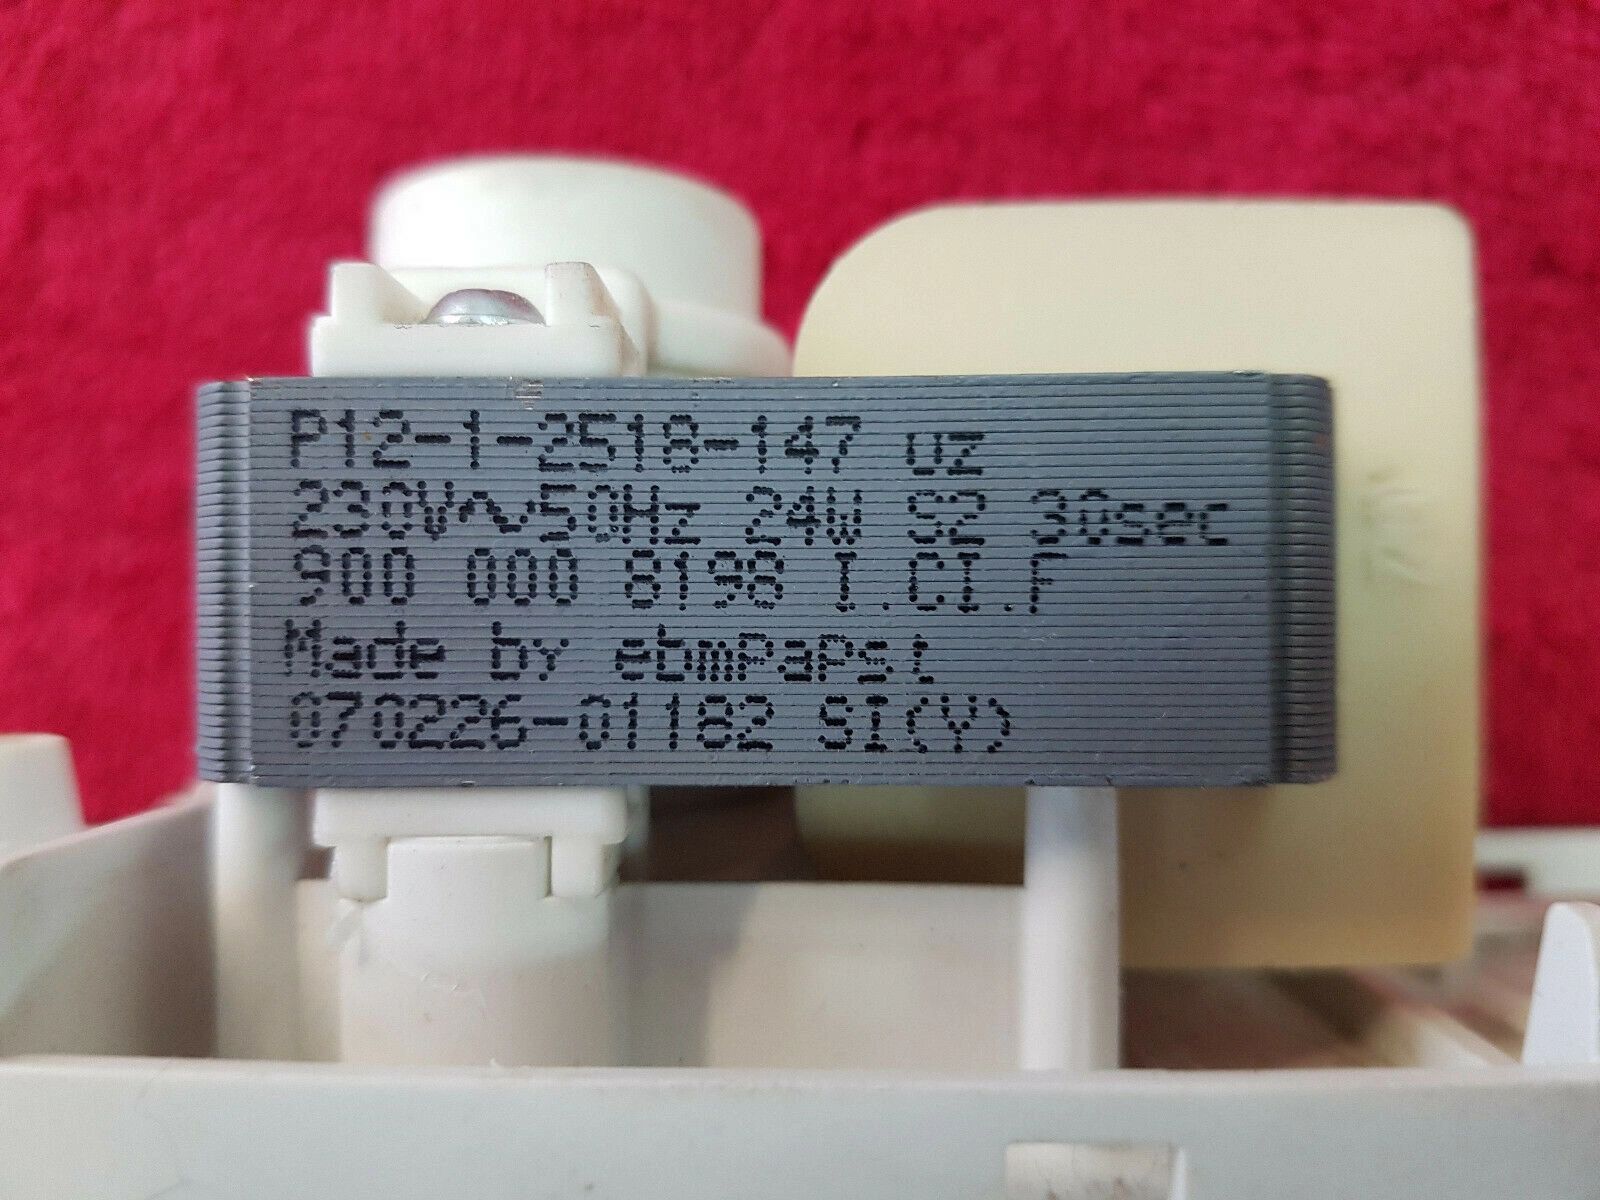 P12-1-2518-147 UZ
230V~50Hz 24W S2 30sec
900 000 8198 I.CI.F
Made by ebmpapst
070226-01182 SI(Y)